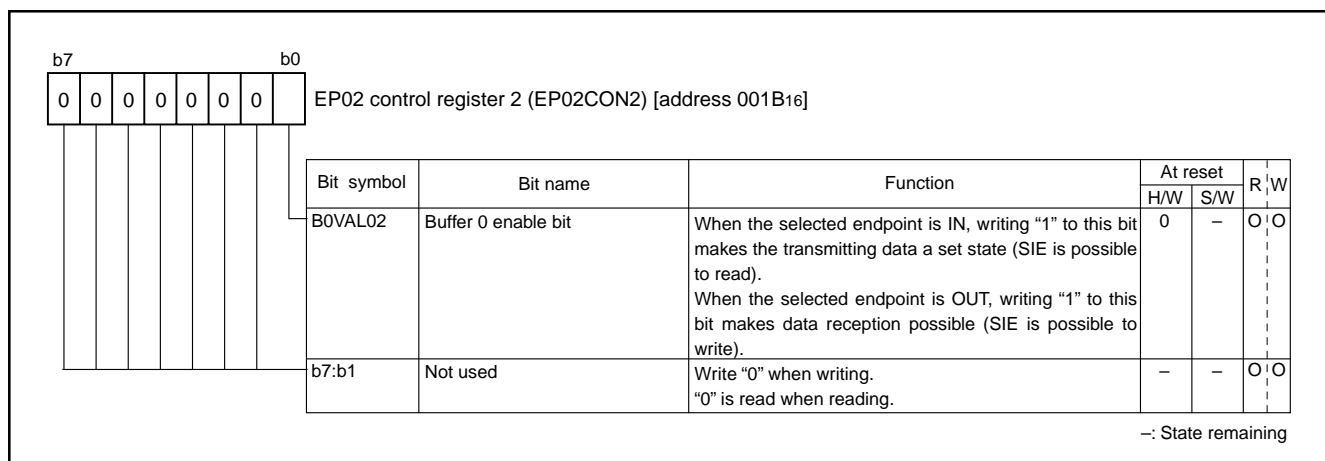 b7 b0
0 0 0 0 0 0 0 EP02 control register 2 (EP02CON2) [address 001B16]
Bit symbol Bit name Function At reset R W
H/W S/W
B0VAL02 Buffer 0 enable bit When the selected endpoint is IN, writing “1” to this bit 0 – O O
makes the transmitting data a set state (SIE is possible
to read).
When the selected endpoint is OUT, writing “1” to this
bit makes data reception possible (SIE is possible to
write).
b7:b1 Not used Write “0” when writing. – – O O
“0” is read when reading.
–: State remaining